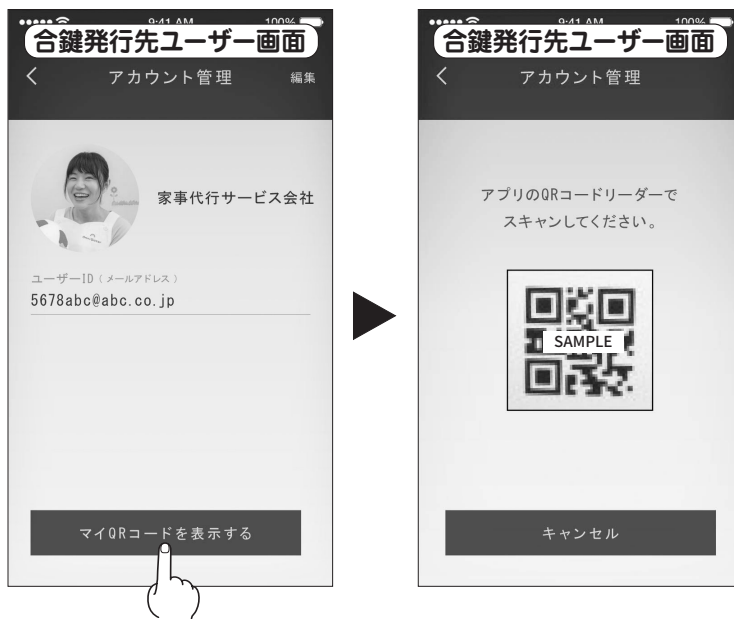 9:41 AM 100%
合鍵発行先ユーザー画面
アカウント管理 編集
家事代行サービス会社
ユーザーID（メールアドレス）
5678abc@abc.co.jp
マイQRコードを表示する
9:41 AM 100%
合鍵発行先ユーザー画面
アカウント管理
アプリのQRコードリーダーで
スキャンしてください。
SAMPLE
キャンセル